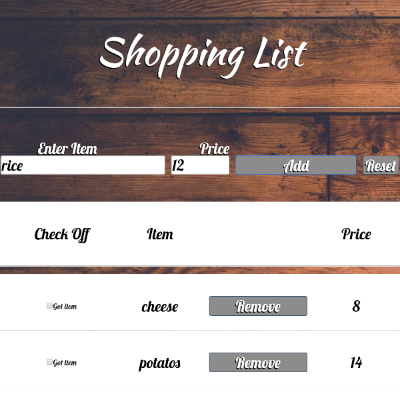 Shopping List
Enter Item Price
rice 12 Add Reset
Check Off Item Price
Got item cheese Remove 8
Got item potatos Remove 14